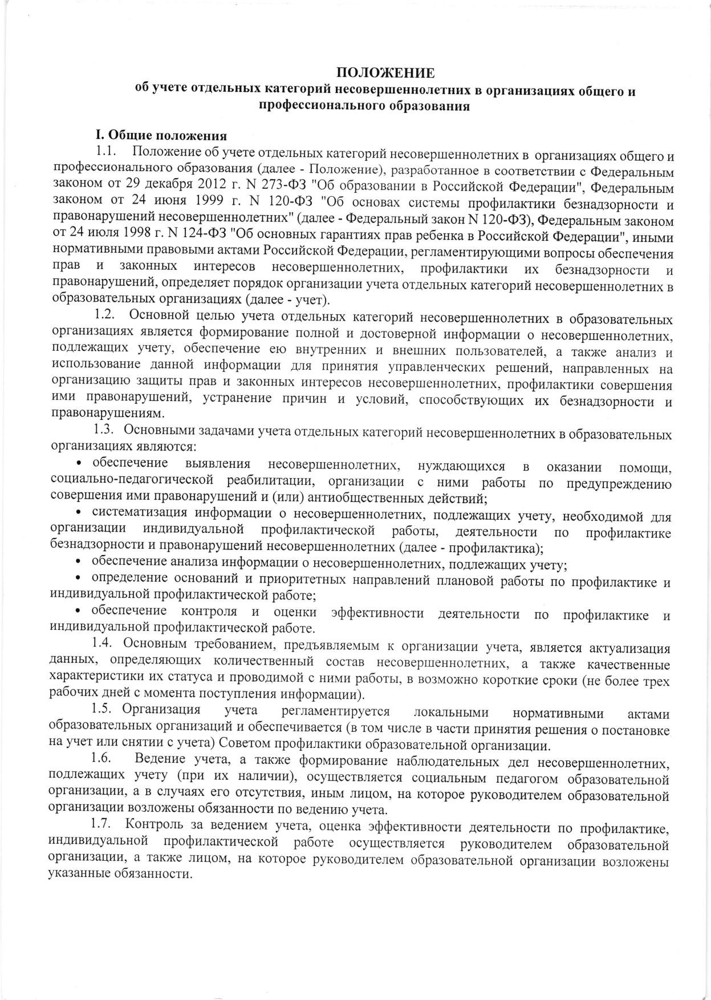 ПОЛОЖЕНИЕ
об учете отдельных категорий несовершеннолетних в организациях общего и
профессионального образования
I. Общие положения
1.1. Положение об учете отдельных категорий несовершеннолетних в организациях общего и
профессионального образования (далее - Положение), разработанное в соответствии с Федеральным
законом от 29 декабря 2012 г. N 273-ФЗ "Об образовании в Российской Федерации", Федеральным
законом от 24 июня 1999 г. N 120-ФЗ "Об основах системы профилактики безнадзорности и
правонарушений несовершеннолетних" (далее - Федеральный закон N 120-ФЗ), Федеральным законом
от 24 июля 1998 г. N 124-ФЗ "Об основных гарантиях прав ребенка в Российской Федерации", иными
нормативными правовыми актами Российской Федерации, регламентирующими вопросы обеспечения
прав и законных интересов несовершеннолетних, профилактики их безнадзорности и
правонарушений, определяет порядок организации учета отдельных категорий несовершеннолетних в
образовательных организациях (далее - учет).
1.2. Основной целью учета отдельных категорий несовершеннолетних в образовательных
организациях является формирование полной и достоверной информации о несовершеннолетних,
подлежащих учету, обеспечение ею внутренних и внешних пользователей, а также анализ и
использование данной информации для принятия управленческих решений, направленных на
организацию защиты прав и законных интересов несовершеннолетних, профилактики совершения
ими правонарушений, устранение причин и условий, способствующих их безнадзорности и
правонарушениям.
1.3. Основными задачами учета отдельных категорий несовершеннолетних в образовательных
организациях являются:
• обеспечение выявления несовершеннолетних, нуждающихся в оказании помощи,
социально-педагогической реабилитации, организации с ними работы по предупреждению
совершения ими правонарушений и (или) антиобщественных действий;
• систематизация информации о несовершеннолетних, подлежащих учету, необходимой для
организации индивидуальной профилактической работы, деятельности по профилактике
безнадзорности и правонарушений несовершеннолетних (далее - профилактика);
• обеспечение анализа информации о несовершеннолетних, подлежащих учету;
• определение оснований и приоритетных направлений плановой работы по профилактике и
индивидуальной профилактической работе;
• обеспечение контроля и оценки эффективности деятельности по профилактике и
индивидуальной профилактической работе.
1.4. Основным требованием, предъявляемым к организации учета, является актуализация
данных, определяющих количественный состав несовершеннолетних, а также качественные
характеристики их статуса и проводимой с ними работы, в возможно короткие сроки (не более трех
рабочих дней с момента поступления информации).
1.5. Организация учета регламентируется локальными нормативными актами
образовательных организаций и обеспечивается (в том числе в части принятия решения о постановке
на учет или снятии с учета) Советом профилактики образовательной организации.
1.6. Ведение учета, а также формирование наблюдательных дел несовершеннолетних,
подлежащих учету (при их наличии), осуществляется социальным педагогом образовательной
организации, а в случаях его отсутствия, иным лицом, на которое руководителем образовательной
организации возложены обязанности по ведению учета.
1.7. Контроль за ведением учета, оценка эффективности деятельности по профилактике,
индивидуальной профилактической работе осуществляется руководителем образовательной
организации, а также лицом, на которое руководителем образовательной организации возложены
указанные обязанности.